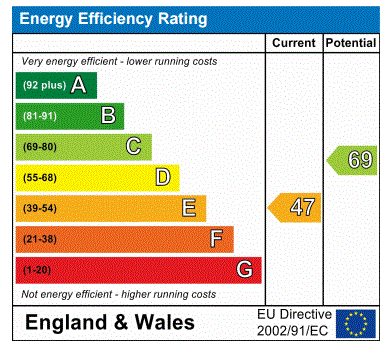 Energy Efficiency Rating
Current Potential
Very energy efficient - lower running costs
(92 plus) A
(81-91) B
(69-80) C
(55-68) D
(39-54) E
(21-38) F
(1-20) G
69
47
Not energy efficient - higher running costs
England & Wales
EU Directive
2002/91/EC